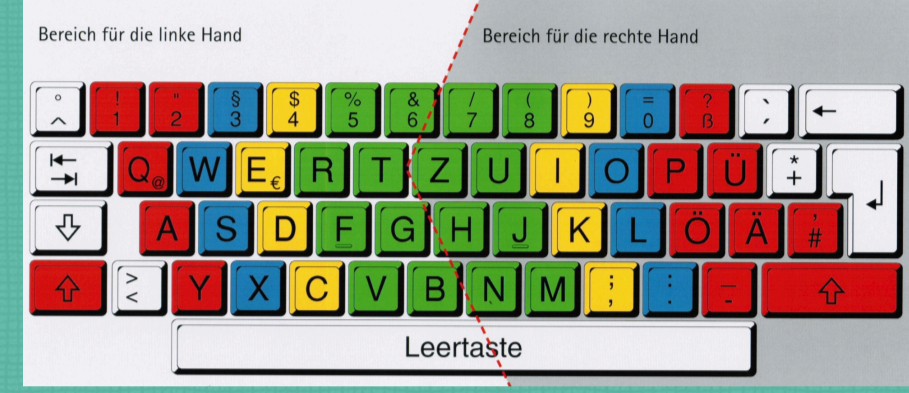 Bereich für die linke Hand
Bereich für die rechte Hand
° ! " § $ % & / ( ) = ? `
^ 1 2 3 4 5 6 7 8 9 0 ß ´ ←
Q @ W E € R T Z U I O P Ü * +
A S D F G H J K L Ö Ä ' #
> < Y X C V B N M ; , : . _ -
Leertaste